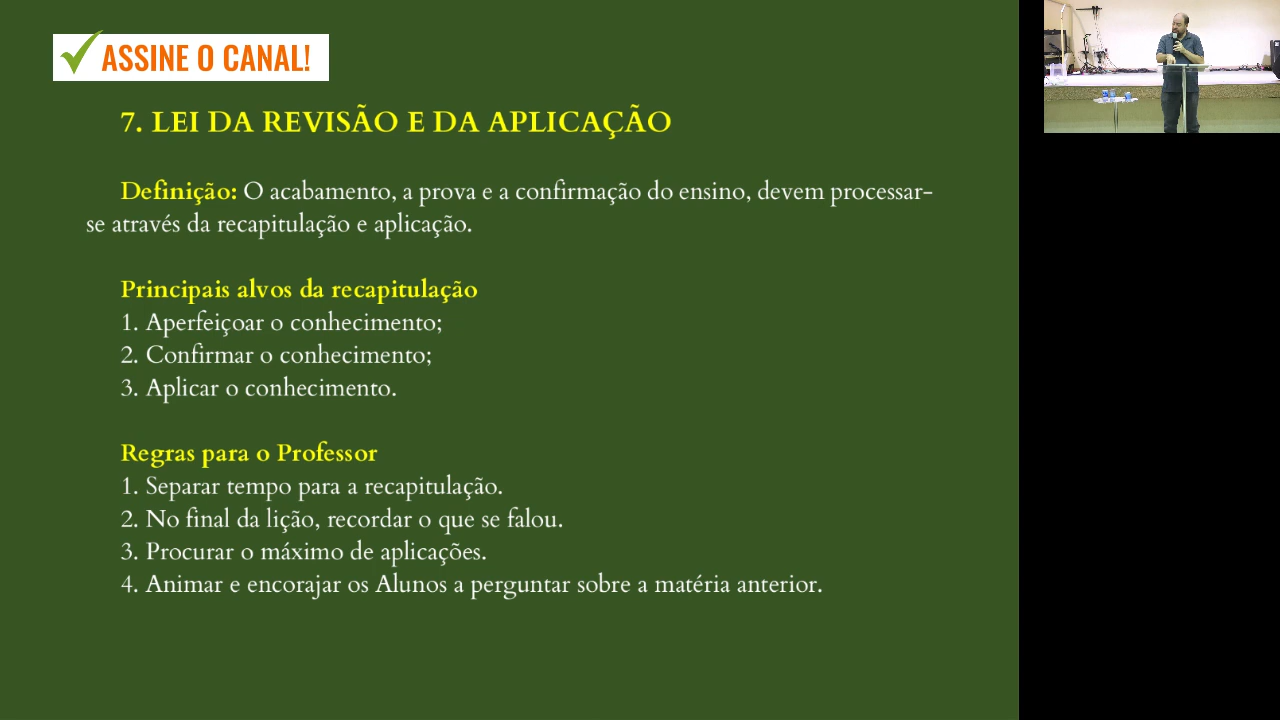 ASSINE O CANAL!
7. LEI DA REVISÃO E DA APLICAÇÃO
Definição: O acabamento, a prova e a confirmação do ensino, devem processar-
se através da recapitulação e aplicação.
Principais alvos da recapitulação
1. Aperfeiçoar o conhecimento;
2. Confirmar o conhecimento;
3. Aplicar o conhecimento.
Regras para o Professor
1. Separar tempo para a recapitulação.
2. No final da lição, recordar o que se falou.
3. Procurar o máximo de aplicações.
4. Animar e encorajar os Alunos a perguntar sobre a matéria anterior.